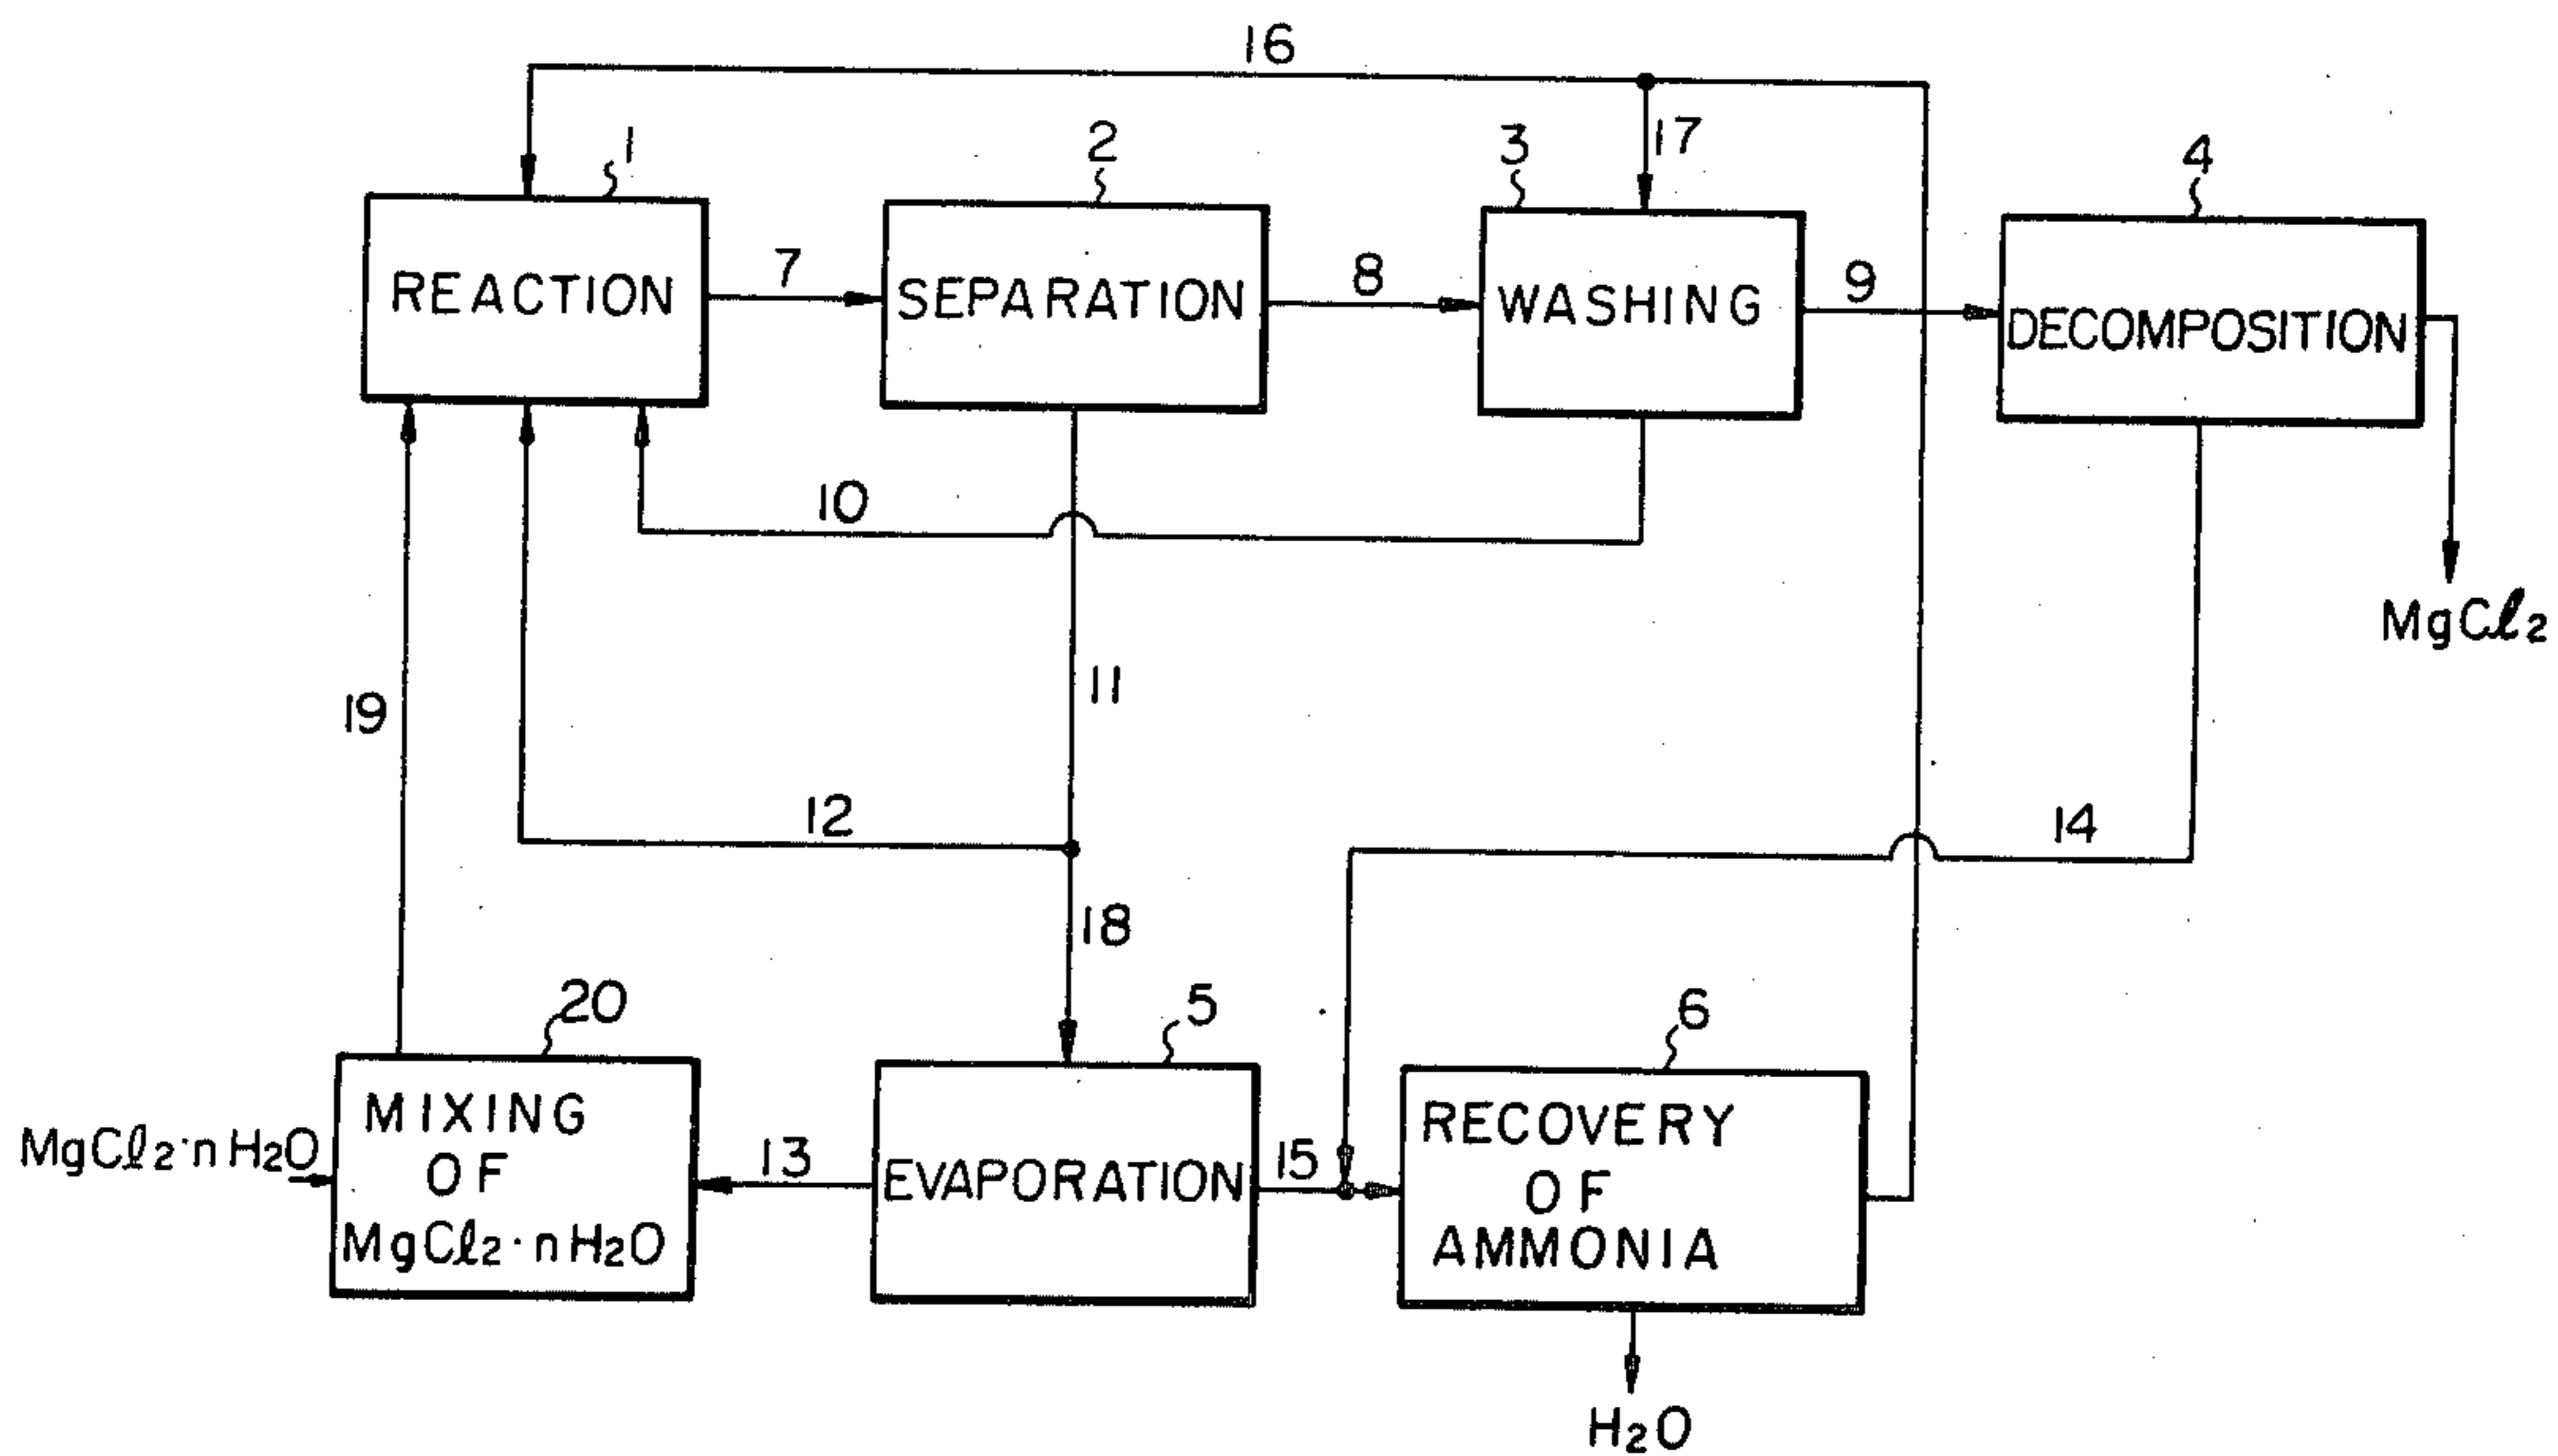 16
1
2
3
17
4
REACTION
7
SEPARATION
8
WASHING
9
DECOMPOSITION
10
MgCl₂
19
11
12
14
18
20
5
6
MgCl₂·nH₂O
MIXING
OF
MgCl₂·nH₂O
13
EVAPORATION
15
RECOVERY
OF
AMMONIA
H₂O